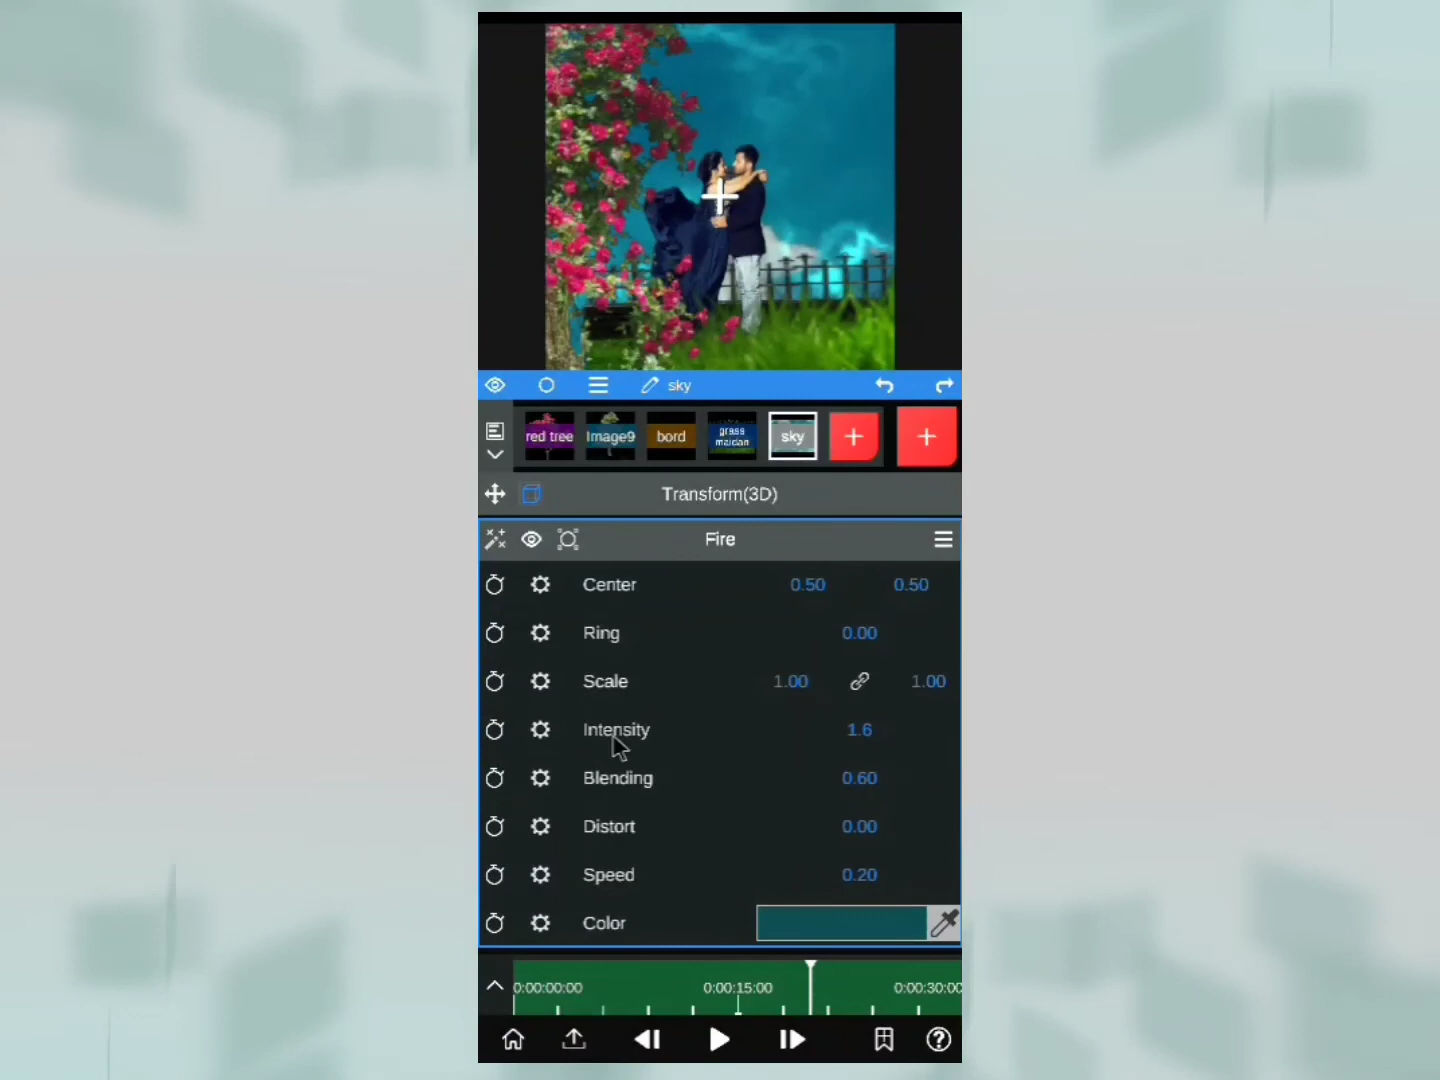 sky
red tree
Image9
bord
grass
maidan
sky
Transform(3D)
Fire
Center 0.50 0.50
Ring 0.00
Scale 1.00 1.00
Intensity 1.6
Blending 0.60
Distort 0.00
Speed 0.20
Color
0:00:00:00 0:00:15:00 0:00:30:00